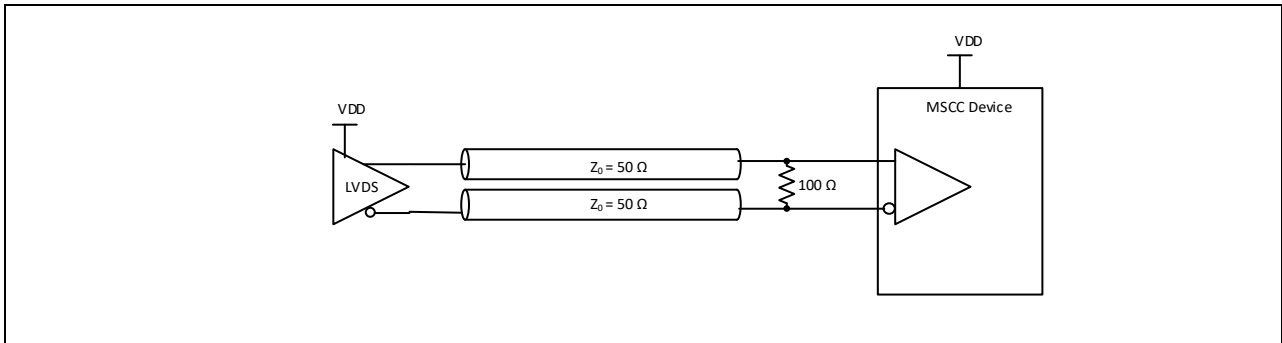 VDD
MSCC Device
VDD
LVDS
Z₀ = 50 Ω
Z₀ = 50 Ω
100 Ω